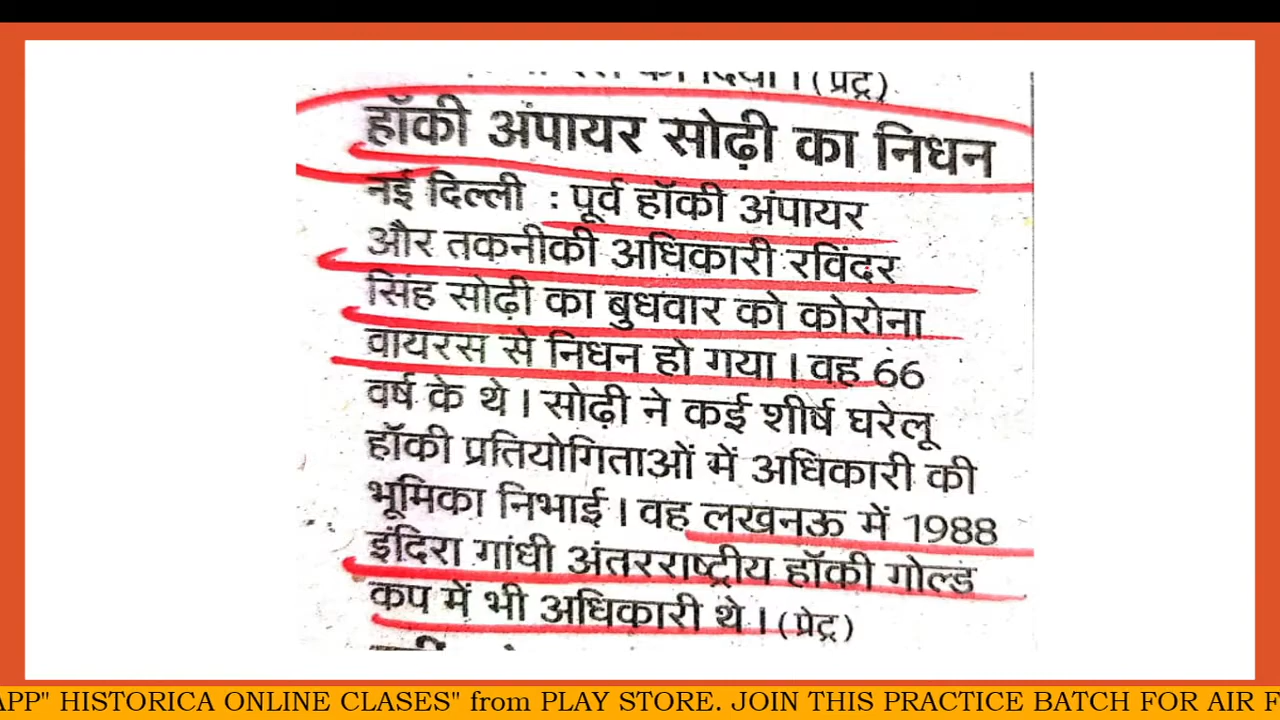 दिया। (प्रेट्र)
हॉकी अंपायर सोढ़ी का निधन
नई दिल्ली : पूर्व हॉकी अंपायर
और तकनीकी अधिकारी रविंदर
सिंह सोढ़ी का बुधवार को कोरोना
वायरस से निधन हो गया। वह 66
वर्ष के थे। सोढ़ी ने कई शीर्ष घरेलू
हॉकी प्रतियोगिताओं में अधिकारी की
भूमिका निभाई। वह लखनऊ में 1988
इंदिरा गांधी अंतरराष्ट्रीय हॉकी गोल्ड
कप में भी अधिकारी थे। (प्रेट्र)
APP" HISTORICA ONLINE CLASES" from PLAY STORE. JOIN THIS PRACTICE BATCH FOR AIR F